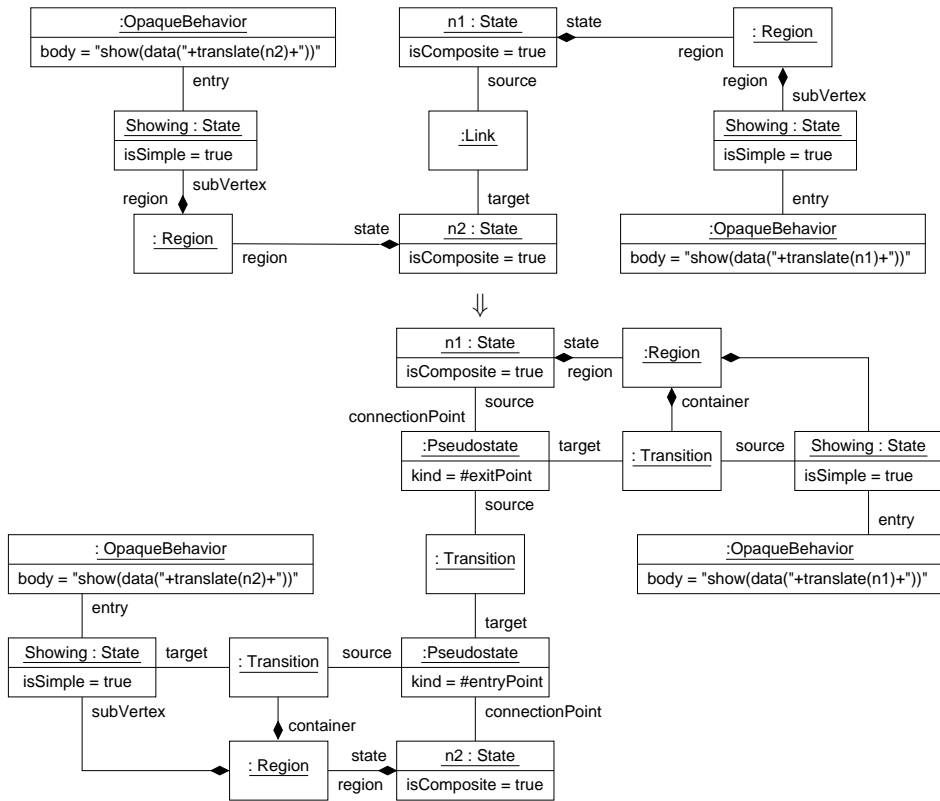 :OpaqueBehavior
body = "show(data("+translate(n2)+"))"
entry
Showing : State
isSimple = true
subVertex
region
: Region
region
state
n1 : State
isComposite = true
state
region
source
:Link
target
n2 : State
isComposite = true
: Region
region
subVertex
Showing : State
isSimple = true
entry
:OpaqueBehavior
body = "show(data("+translate(n1)+"))"
⇓
n1 : State
isComposite = true
state
region
:Region
source
connectionPoint
container
:Pseudostate
kind = #exitPoint
target
: Transition
source
Showing : State
isSimple = true
source
entry
: OpaqueBehavior
body = "show(data("+translate(n2)+"))"
: Transition
:OpaqueBehavior
body = "show(data("+translate(n1)+"))"
entry
target
Showing : State
isSimple = true
target
: Transition
source
:Pseudostate
kind = #entryPoint
subVertex
container
connectionPoint
: Region
state
region
n2 : State
isComposite = true